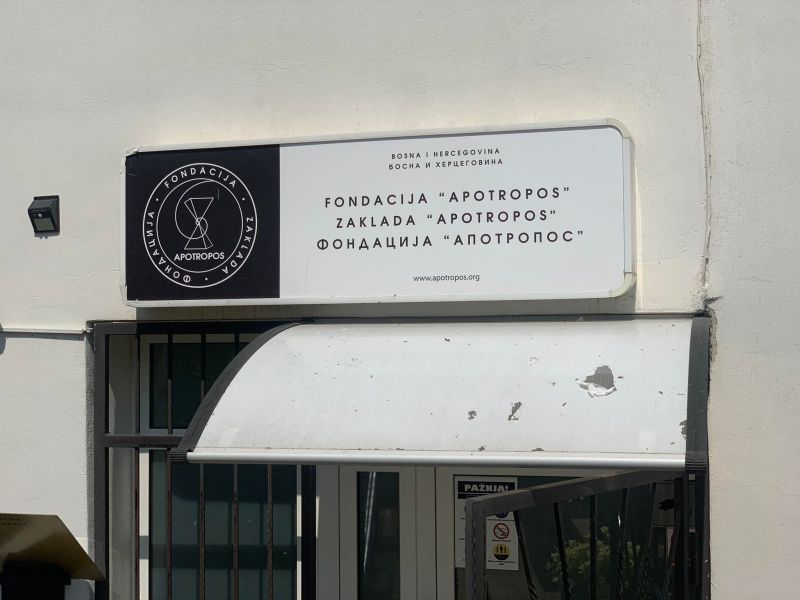 FONDACIJA · ZAKLADA · ФОНДАЦИЈА ·
APOTROPOS
BOSNA I HERCEGOVINA
БОСНА И ХЕРЦЕГОВИНА
FONDACIJA “APOTROPOS”
ZAKLADA “APOTROPOS”
ФОНДАЦИЈА “АПОТРОПОС”
www.apotropos.org
PAŽNJA!